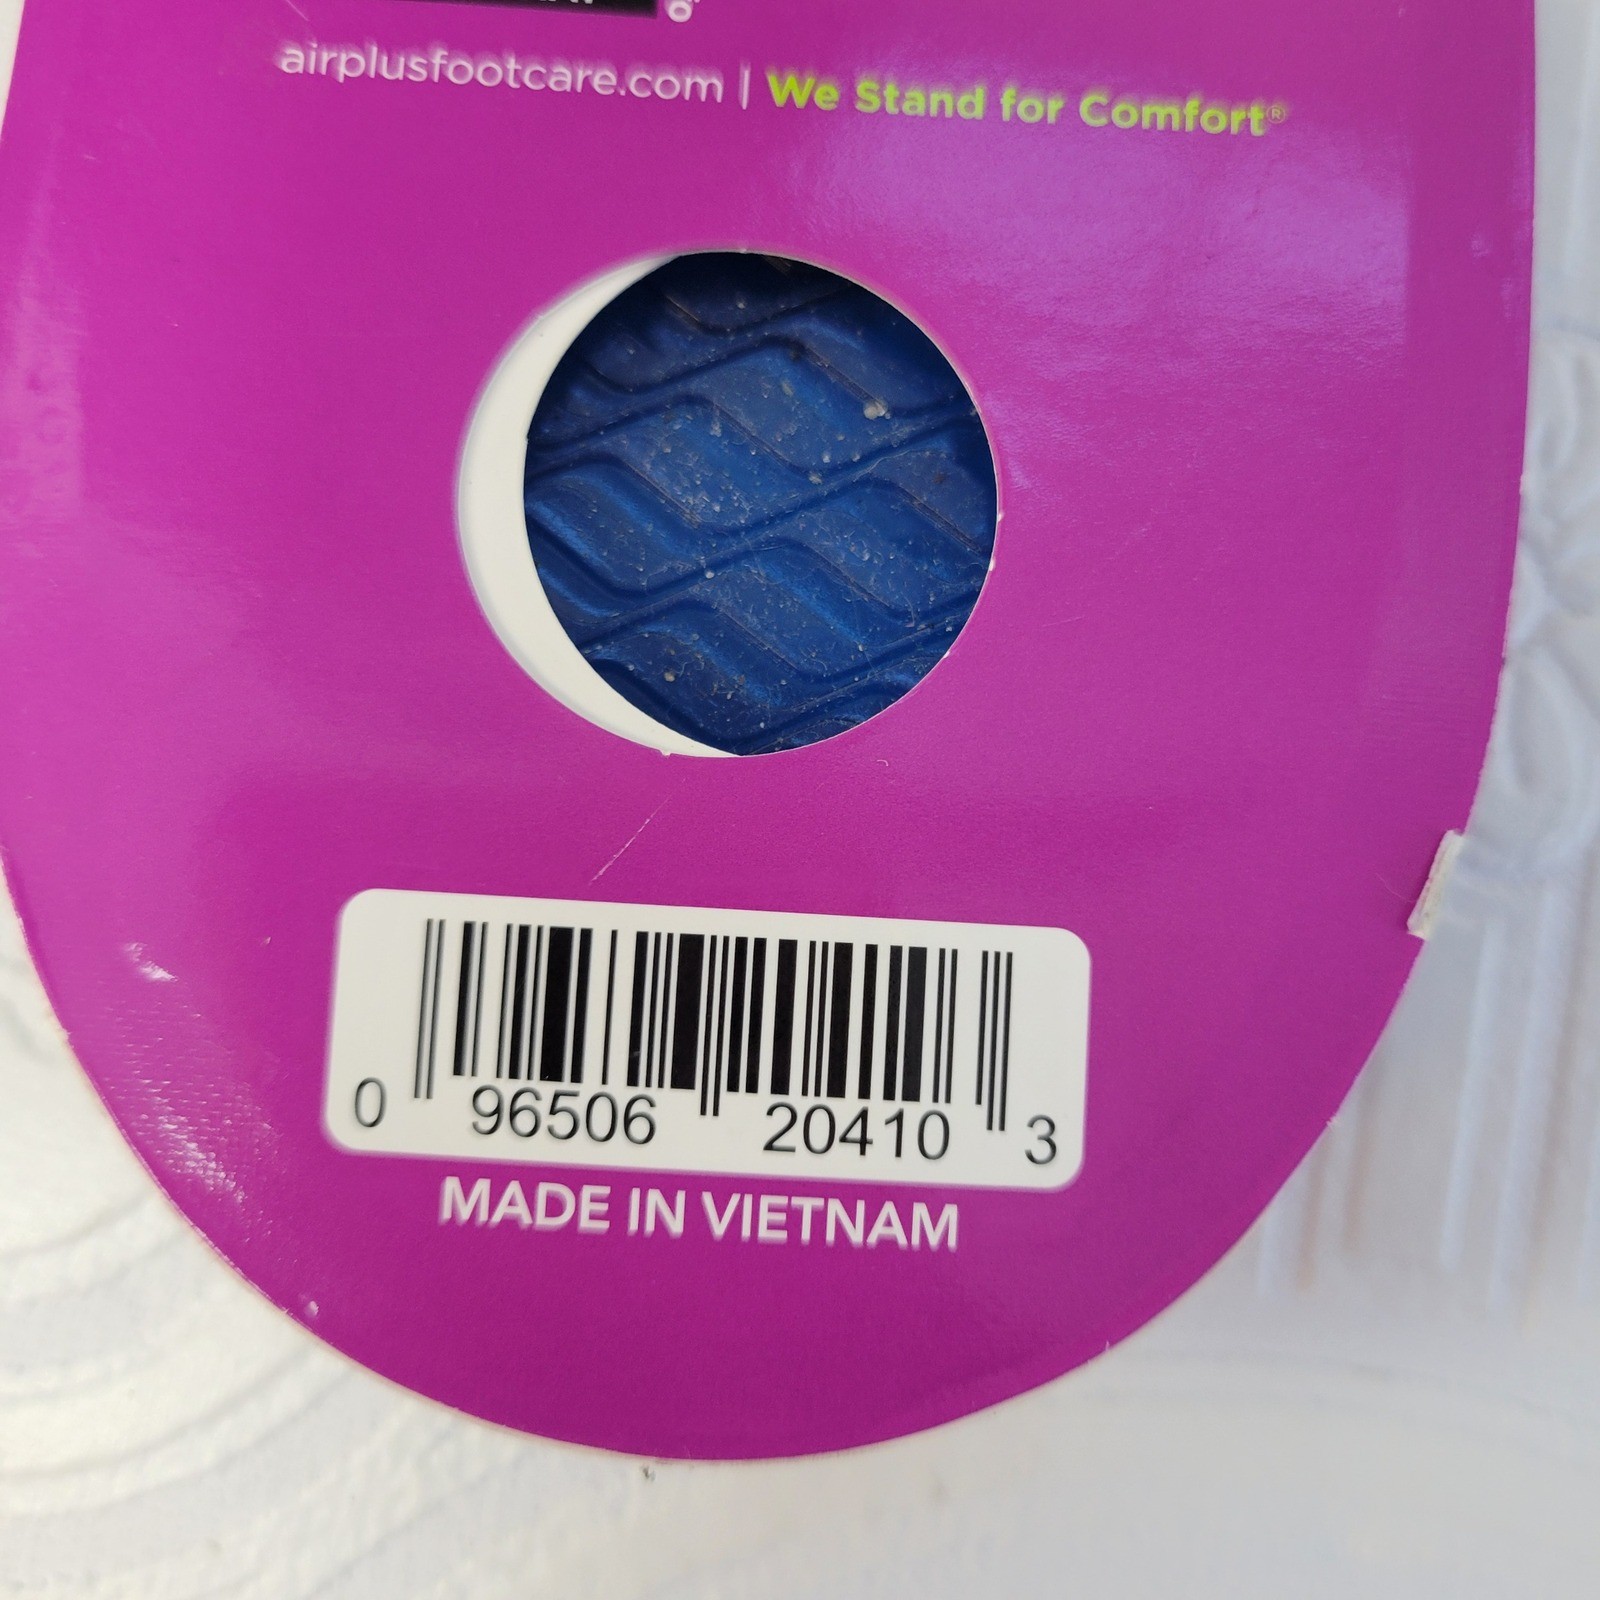 airplusfootcare.com | We Stand for Comfort®
0 96506 20410 3
MADE IN VIETNAM